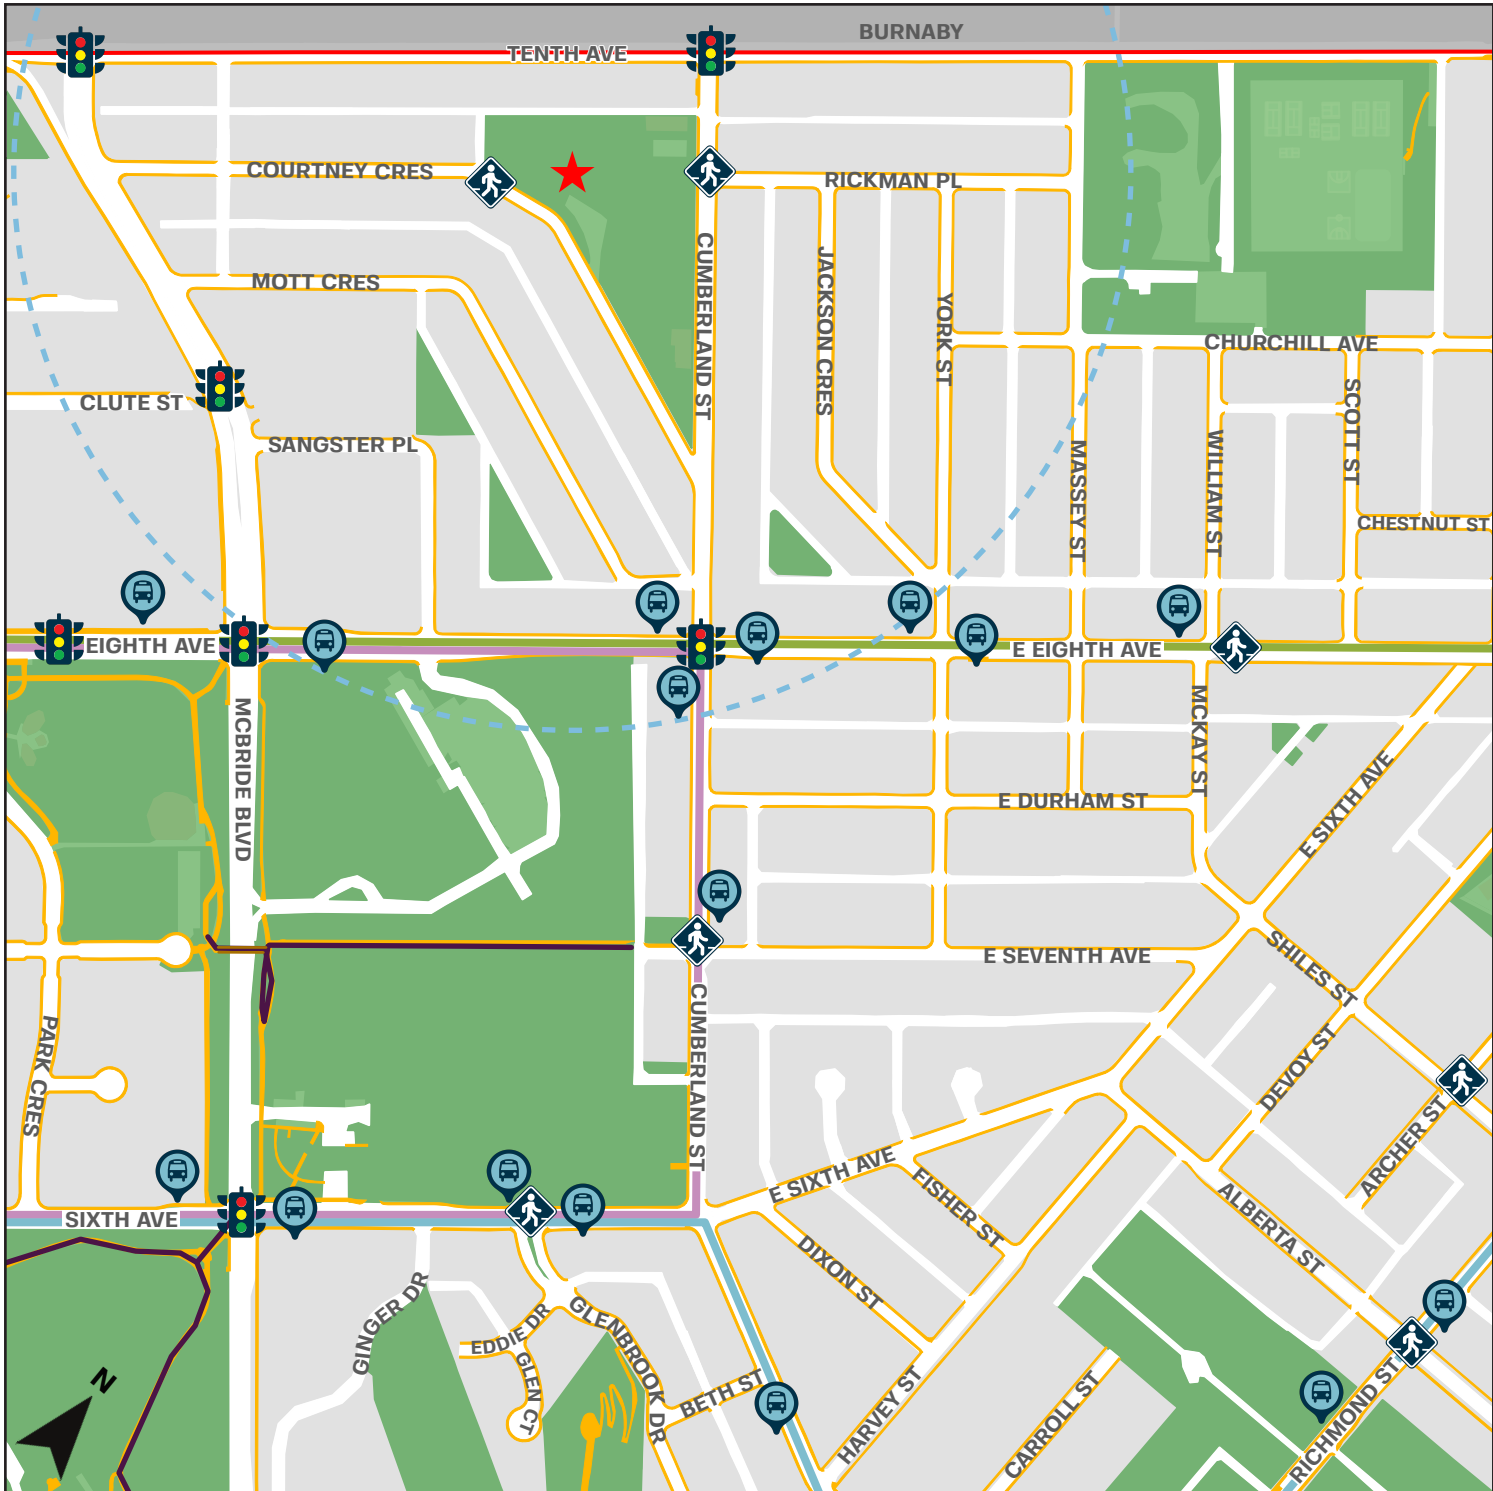 BURNABY
TENTH AVE
COURTNEY CRES
RICKMAN PL
CUMBERLAND ST
JACKSON CRES
YORK ST
MOTT CRES
CHURCHILL AVE
CLUTE ST
SANGSTER PL
MASSEY ST
WILLIAM ST
SCOTT ST
CHESTNUT ST
EIGHTH AVE
E EIGHTH AVE
MCBRIDE BLVD
MCKAY ST
E DURHAM ST
E SIXTH AVE
E SEVENTH AVE
SHILES ST
PARK CRES
CUMBERLAND ST
DEVOY ST
ARCHER ST
E SIXTH AVE
FISHER ST
ALBERTA ST
SIXTH AVE
DIXON ST
GINGER DR
EDDIE DR
GLEN CT
GLENBROOK DR
BETH ST
HARVEY ST
CARROLL ST
RICHMOND ST
N